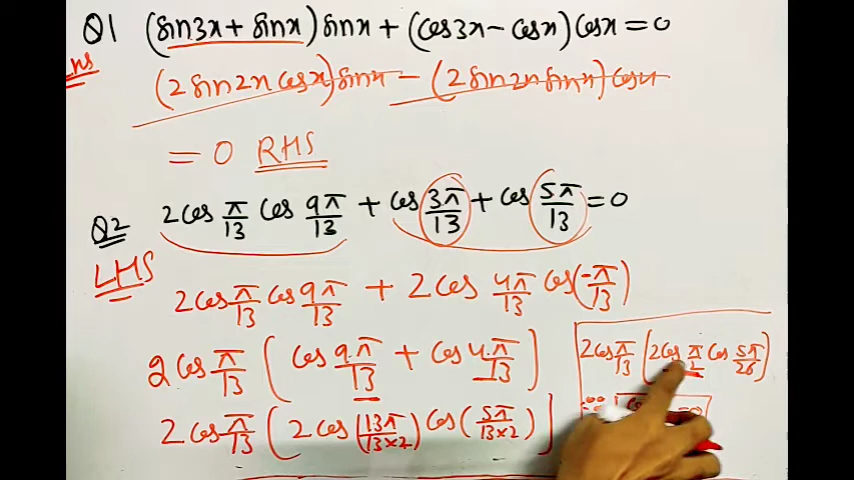 Q1 (sin3x + sinx) sinx + (cos3x − cosx) cosx = 0
(2 sin2x cosx) sinx − (2 sin2x sinx) cosx
= 0 RHS
Q2 2cos π/13 cos 9π/13 + cos 3π/13 + cos 5π/13 = 0
LHS
2cos π/13 cos 9π/13 + 2cos 4π/13 cos(−π/13)
2cos π/13 [cos 9π/13 + cos 4π/13]
2cos π/13 [2cos (13π/13×2) cos (5π/13×2)]
2cos π/13 [2cos π/2 cos 5π/26]
=0